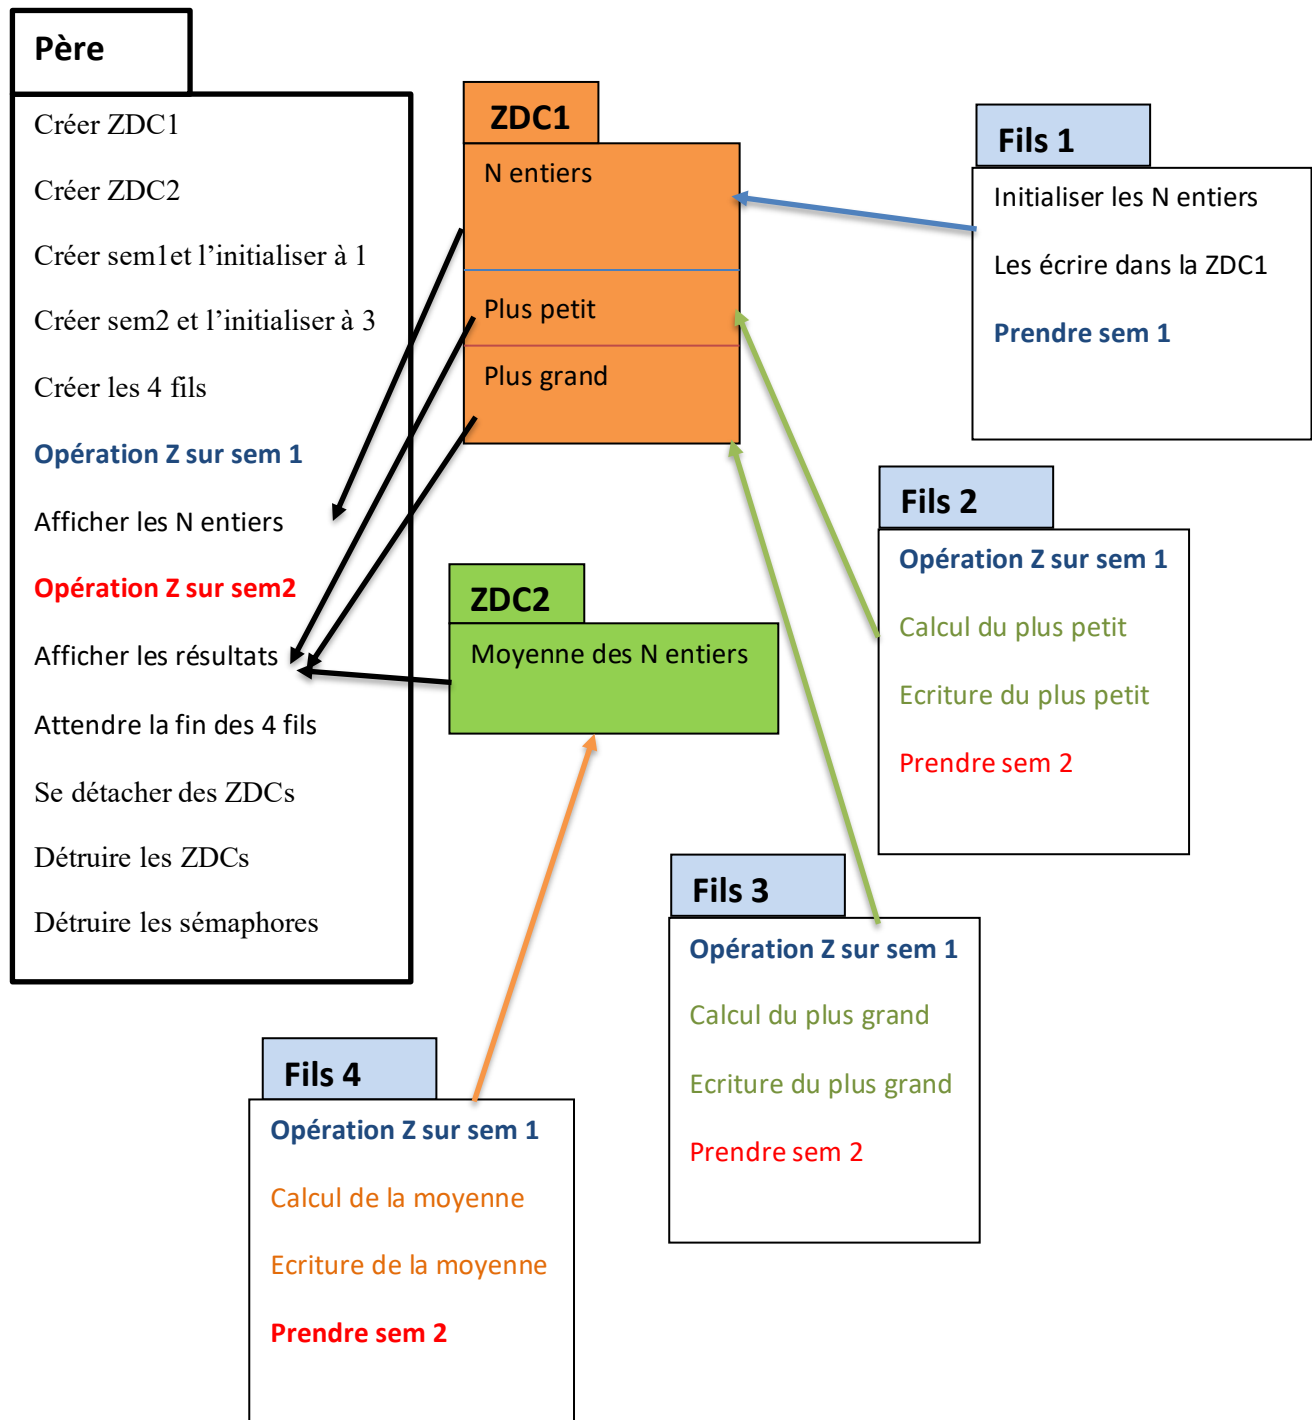 Père
Créer ZDC1
Créer ZDC2
Créer sem1et l’initialiser à 1
Créer sem2 et l’initialiser à 3
Créer les 4 fils
Opération Z sur sem 1
Afficher les N entiers
Opération Z sur sem2
Afficher les résultats
Attendre la fin des 4 fils
Se détacher des ZDCs
Détruire les ZDCs
Détruire les sémaphores
ZDC1
N entiers
Plus petit
Plus grand
ZDC2
Moyenne des N entiers
Fils 1
Initialiser les N entiers
Les écrire dans la ZDC1
Prendre sem 1
Fils 2
Opération Z sur sem 1
Calcul du plus petit
Ecriture du plus petit
Prendre sem 2
Fils 3
Opération Z sur sem 1
Calcul du plus grand
Ecriture du plus grand
Prendre sem 2
Fils 4
Opération Z sur sem 1
Calcul de la moyenne
Ecriture de la moyenne
Prendre sem 2